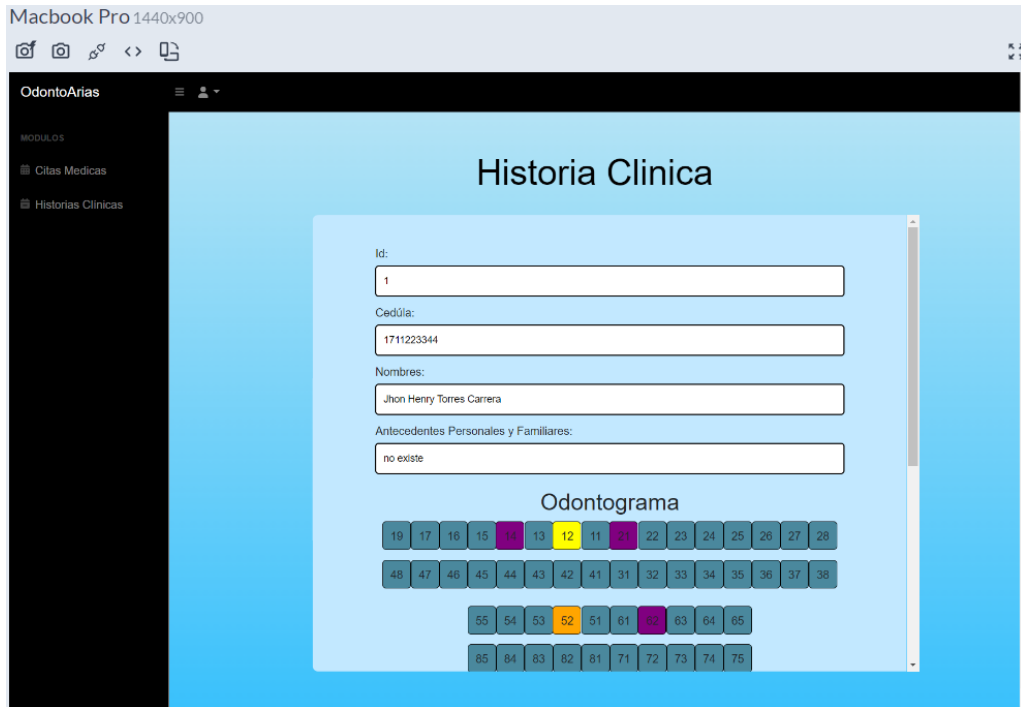 Macbook Pro 1440x900
OdontoArias
MODULOS
Citas Medicas
Historias Clínicas
Historia Clinica
Id:
1
Cedúla:
1711223344
Nombres:
Jhon Henry Torres Carrera
Antecedentes Personales y Familiares:
no existe
Odontograma
19 17 16 15 14 13 12 11 21 22 23 24 25 26 27 28
48 47 46 45 44 43 42 41 31 32 33 34 35 36 37 38
55 54 53 52 51 61 62 63 64 65
85 84 83 82 81 71 72 73 74 75